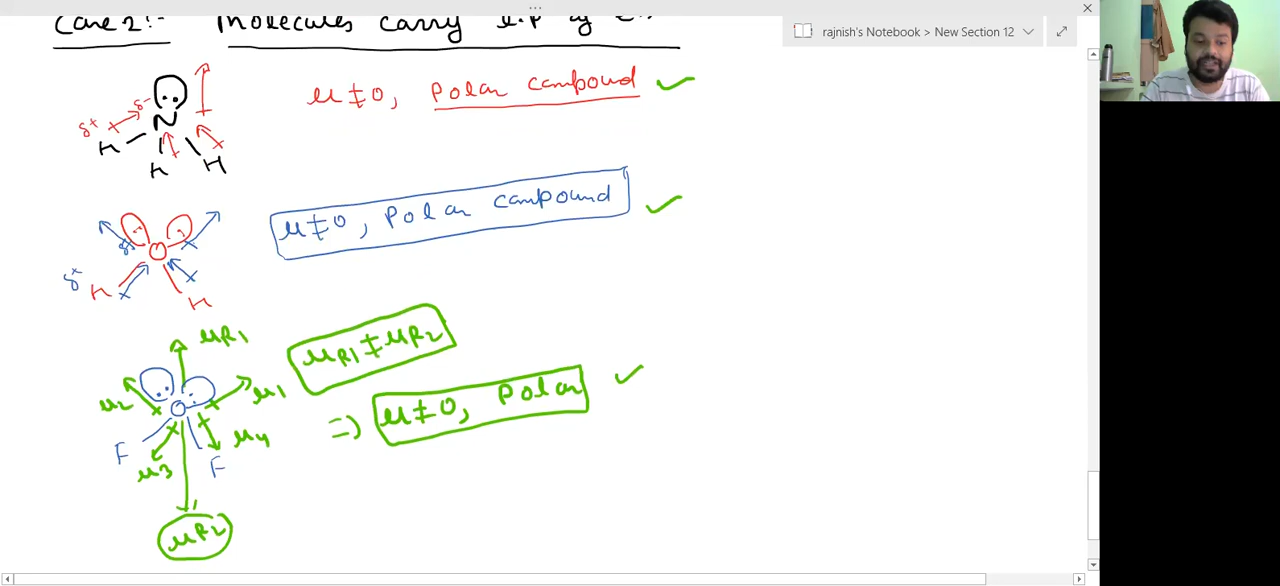 Case 2:- Molecules carry l.p of e
rajnish's Notebook > New Section 12
μ ≠ 0, Polar compound ✓
δ- N
δ+ H H H
μ ≠ 0, Polar compound ✓
δ- O
δ+ H H
μR1
μR1 ≠ μR2
μ2 O μ1
⇒ μ ≠ 0, Polar ✓
F μ3 F μ4
μR2